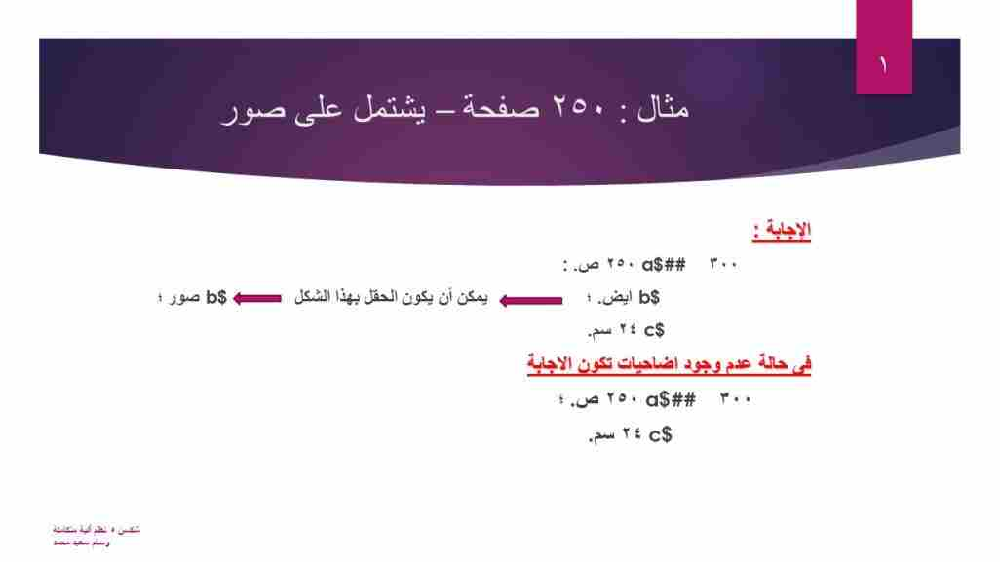 ١
مثال : ٢٥٠ صفحة – يشتمل على صور
الإجابة :
٣٠٠ ##$a ٢٥٠ ص. :
$b ايض. ؛ يمكن أن يكون الحقل بهذا الشكل $b صور ؛
$c ٢٤ سم.
فى حالة عدم وجود اضاحيات تكون الاجابة
٣٠٠ ##$a ٢٥٠ ص. ؛
$c ٢٤ سم.
شكسن ٥ نظم آلية متكاملة
وسام سعيد محمد